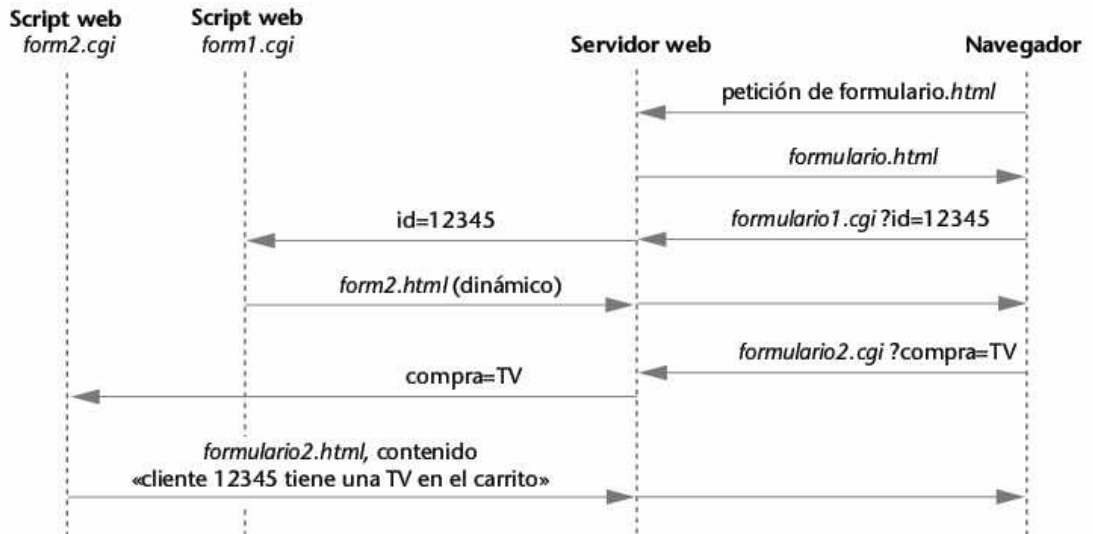 Script web
form2.cgi
Script web
form1.cgi
Servidor web
Navegador
petición de formulario.html
formulario.html
id=12345
formulario1.cgi ?id=12345
form2.html (dinámico)
formulario2.cgi ?compra=TV
compra=TV
formulario2.html, contenido
«cliente 12345 tiene una TV en el carrito»